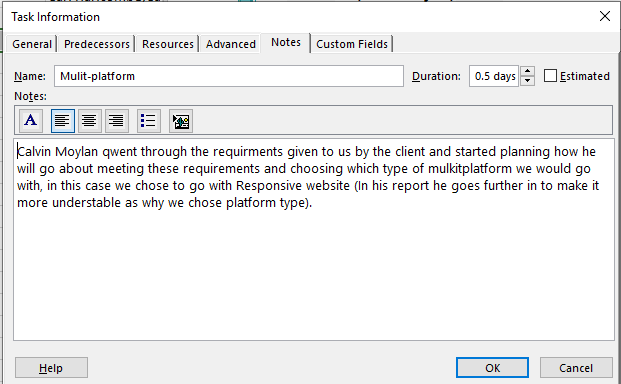 Task Information
General Predecessors Resources Advanced Notes Custom Fields
Name: Mulit-platform Duration: 0.5 days Estimated
Notes:
A
Calvin Moylan qwent through the requirments given to us by the client and started planning how he
will go about meeting these requirements and choosing which type of mulkitplatform we would go
with, in this case we chose to go with Responsive website (In his report he goes further in to make it
more understable as why we chose platform type).
Help OK Cancel